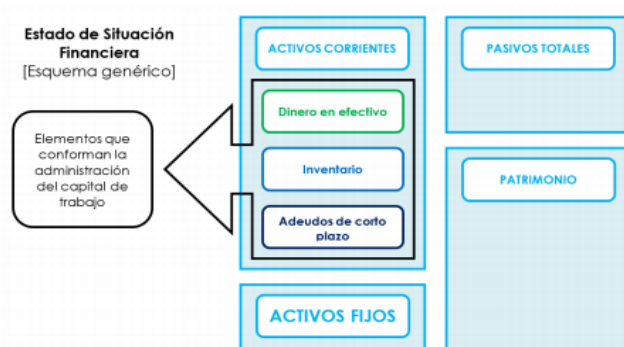 Estado de Situación
Financiera
[Esquema genérico]
Elementos que
conforman la
administración
del capital de
trabajo
ACTIVOS CORRIENTES
Dinero en efectivo
Inventario
Adeudos de corto
plazo
ACTIVOS FIJOS
PASIVOS TOTALES
PATRIMONIO